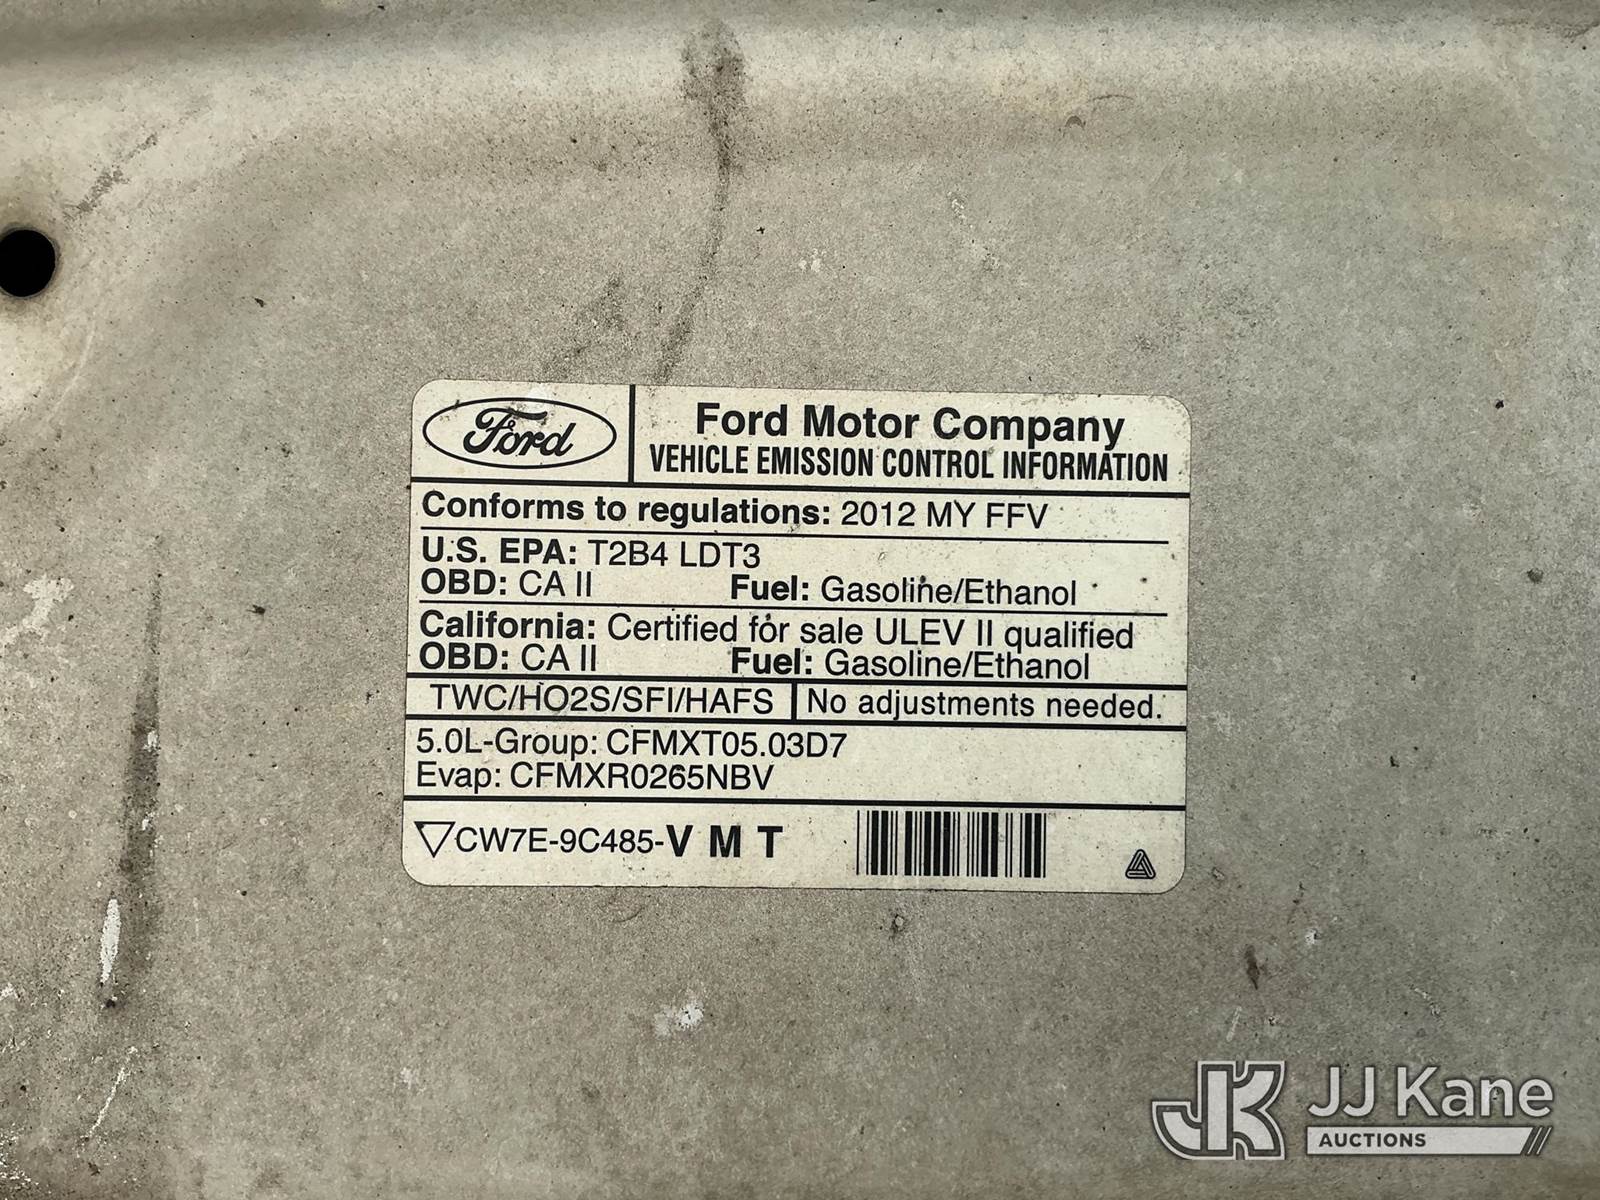 Ford
Ford Motor Company
VEHICLE EMISSION CONTROL INFORMATION
Conforms to regulations: 2012 MY FFV
U.S. EPA: T2B4 LDT3
OBD: CA II Fuel: Gasoline/Ethanol
California: Certified for sale ULEV II qualified
OBD: CA II Fuel: Gasoline/Ethanol
TWC/HO2S/SFI/HAFS No adjustments needed.
5.0L-Group: CFMXT05.03D7
Evap: CFMXR0265NBV
CW7E-9C485-V M T
JK JJ Kane
AUCTIONS